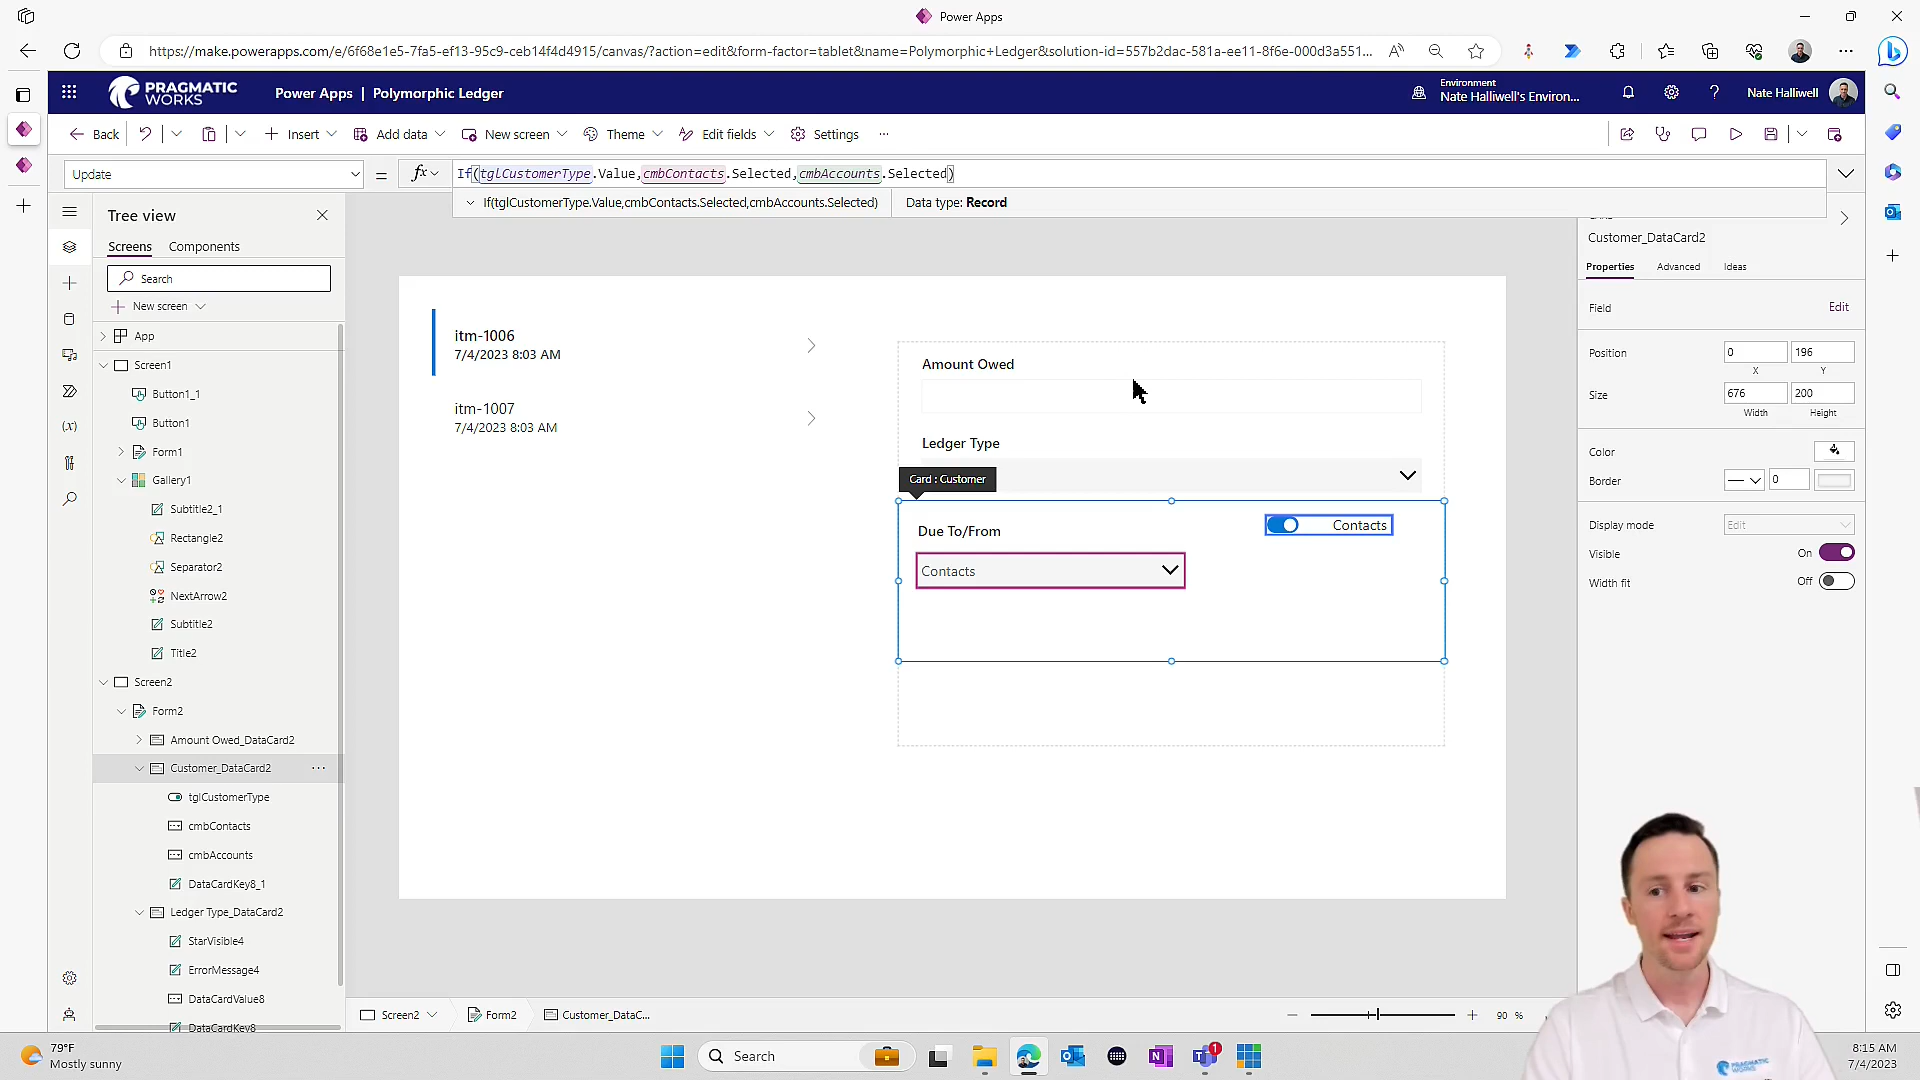 Power Apps
https://make.powerapps.com/e/6f68e1e5-7fa5-ef13-95c9-ceb14f4d4915/canvas/?action=edit&form-factor=tablet&name=Polymorphic+Ledger&solution-id=557b2dac-581a-ee11-8f6e-000d3a551...
PRAGMATIC WORKS
Power Apps | Polymorphic Ledger
Environment
Nate Halliwell's Environ...
Nate Halliwell
Back
Insert
Add data
New screen
Theme
Edit fields
Settings
Update
=
fx
If(tglCustomerType.Value,cmbContacts.Selected,cmbAccounts.Selected)
If(tglCustomerType.Value,cmbContacts.Selected,cmbAccounts.Selected)
Data type: Record
Tree view
Screens
Components
Search
New screen
App
Screen1
Button1_1
Button1
Form1
Gallery1
Subtitle2_1
Rectangle2
Separator2
NextArrow2
Subtitle2
Title2
Screen2
Form2
Amount Owed_DataCard2
Customer_DataCard2
tglCustomerType
cmbContacts
cmbAccounts
DataCardKey8_1
Ledger Type_DataCard2
StarVisible4
ErrorMessage4
DataCardValue8
DataCardKey8
itm-1006
7/4/2023 8:03 AM
itm-1007
7/4/2023 8:03 AM
Amount Owed
Ledger Type
Card : Customer
Due To/From
Contacts
Contacts
Customer_DataCard2
Properties
Advanced
Ideas
Field
Edit
Position
0
196
X
Y
Size
676
200
Width
Height
Color
Border
0
Display mode
Edit
Visible
On
Width fit
Off
Screen2
Form2
Customer_DataC...
90 %
79°F
Mostly sunny
Search
1
8:15 AM
7/4/2023
PRAGMATIC WORKS